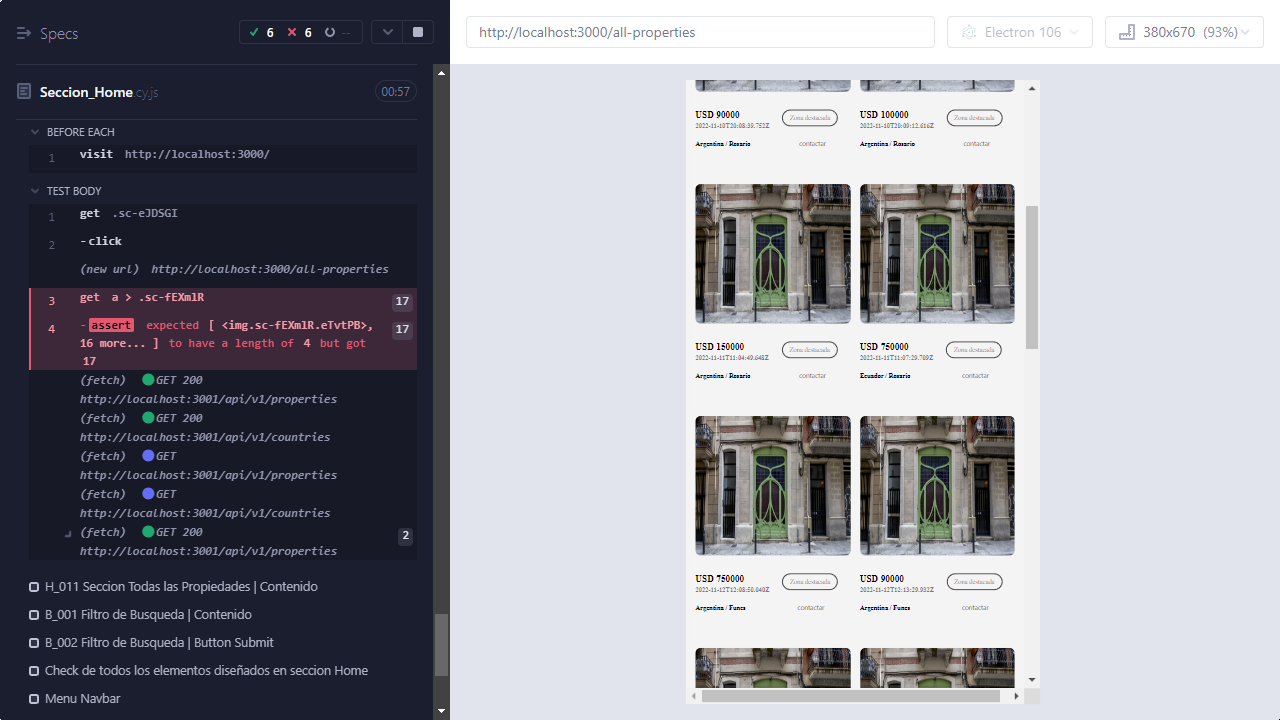 Specs
6
6
--
Seccion_Home.cy.js
00:57
BEFORE EACH
1 visit http://localhost:3000/
TEST BODY
1 get .sc-eJDSGI
2 -click
(new url) http://localhost:3000/all-properties
3 get a > .sc-fEXmlR 17
4 -assert expected [ <img.sc-fEXmlR.eTvtPB>, 17
16 more... ] to have a length of 4 but got
17
(fetch) GET 200
http://localhost:3001/api/v1/properties
(fetch) GET 200
http://localhost:3001/api/v1/countries
(fetch) GET
http://localhost:3001/api/v1/properties
(fetch) GET
http://localhost:3001/api/v1/countries
(fetch) GET 200 2
http://localhost:3001/api/v1/properties
H_011 Seccion Todas las Propiedades | Contenido
B_001 Filtro de Busqueda | Contenido
B_002 Filtro de Busqueda | Button Submit
Check de todos los elementos diseñados en Seccion Home
Menu Navbar
http://localhost:3000/all-properties
Electron 106
380x670 (93%)
USD 90000 Zona destacada USD 100000 Zona destacada
2022-11-10T20:08:39.752Z 2022-11-10T20:09:12.616Z
Argentina / Rosario contactar Argentina / Rosario contactar
USD 150000 Zona destacada USD 750000 Zona destacada
2022-11-11T11:04:49.648Z 2022-11-11T11:07:29.709Z
Argentina / Rosario contactar Ecuador / Rosario contactar
USD 750000 Zona destacada USD 90000 Zona destacada
2022-11-12T12:08:50.040Z 2022-11-12T12:13:29.932Z
Argentina / Funes contactar Argentina / Funes contactar